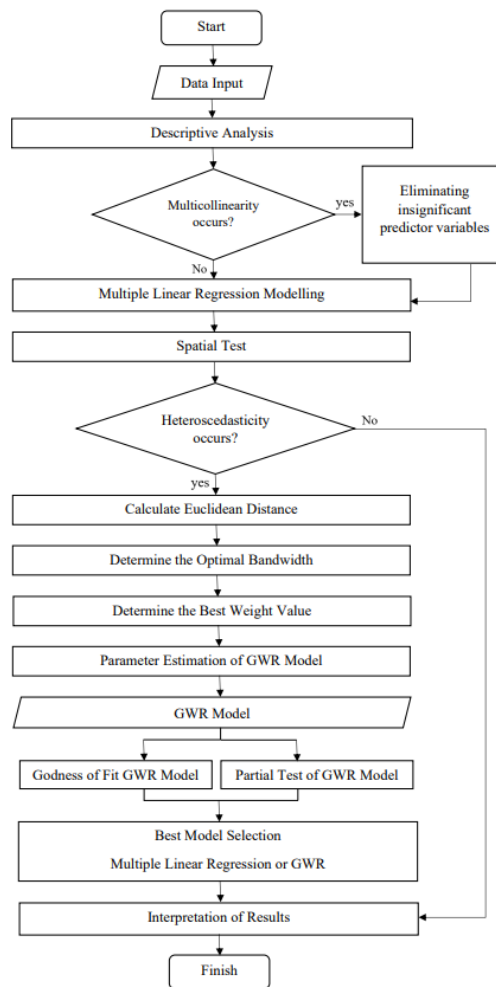 Start
Data Input
Descriptive Analysis
Multicollinearity
occurs?
yes
Eliminating
insignificant
predictor variables
No
Multiple Linear Regression Modelling
Spatial Test
Heteroscedasticity
occurs?
No
yes
Calculate Euclidean Distance
Determine the Optimal Bandwidth
Determine the Best Weight Value
Parameter Estimation of GWR Model
GWR Model
Godness of Fit GWR Model
Partial Test of GWR Model
Best Model Selection
Multiple Linear Regression or GWR
Interpretation of Results
Finish